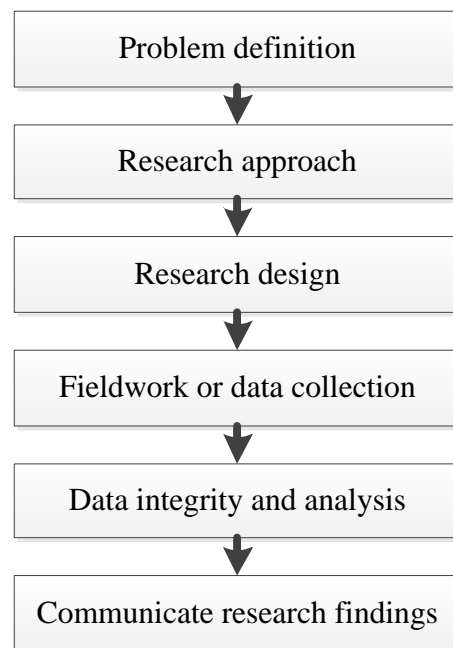 Problem definition
Research approach
Research design
Fieldwork or data collection
Data integrity and analysis
Communicate research findings